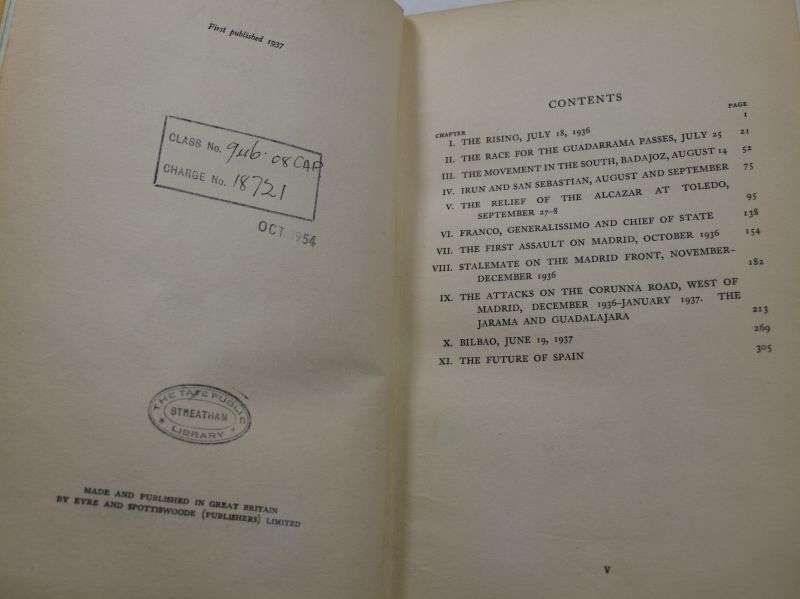 First published 1937
CLASS No. 946.08 CAP
CHARGE No. 18721
OCT 1954
THE TATE PUBLIC
STREATHAM
LIBRARY
MADE AND PUBLISHED IN GREAT BRITAIN
BY EYRE AND SPOTTISWOODE (PUBLISHERS) LIMITED
CONTENTS
CHAPTER PAGE
I. THE RISING, JULY 18, 1936 1
II. THE RACE FOR THE GUADARRAMA PASSES, JULY 25 21
III. THE MOVEMENT IN THE SOUTH, BADAJOZ, AUGUST 14 52
IV. IRUN AND SAN SEBASTIAN, AUGUST AND SEPTEMBER 75
V. THE RELIEF OF THE ALCAZAR AT TOLEDO,
SEPTEMBER 27-8 95
VI. FRANCO, GENERALISSIMO AND CHIEF OF STATE 138
VII. THE FIRST ASSAULT ON MADRID, OCTOBER 1936 154
VIII. STALEMATE ON THE MADRID FRONT, NOVEMBER–
DECEMBER 1936 182
IX. THE ATTACKS ON THE CORUNNA ROAD, WEST OF
MADRID, DECEMBER 1936–JANUARY 1937. THE
JARAMA AND GUADALAJARA 213
X. BILBAO, JUNE 19, 1937 269
XI. THE FUTURE OF SPAIN 305
V